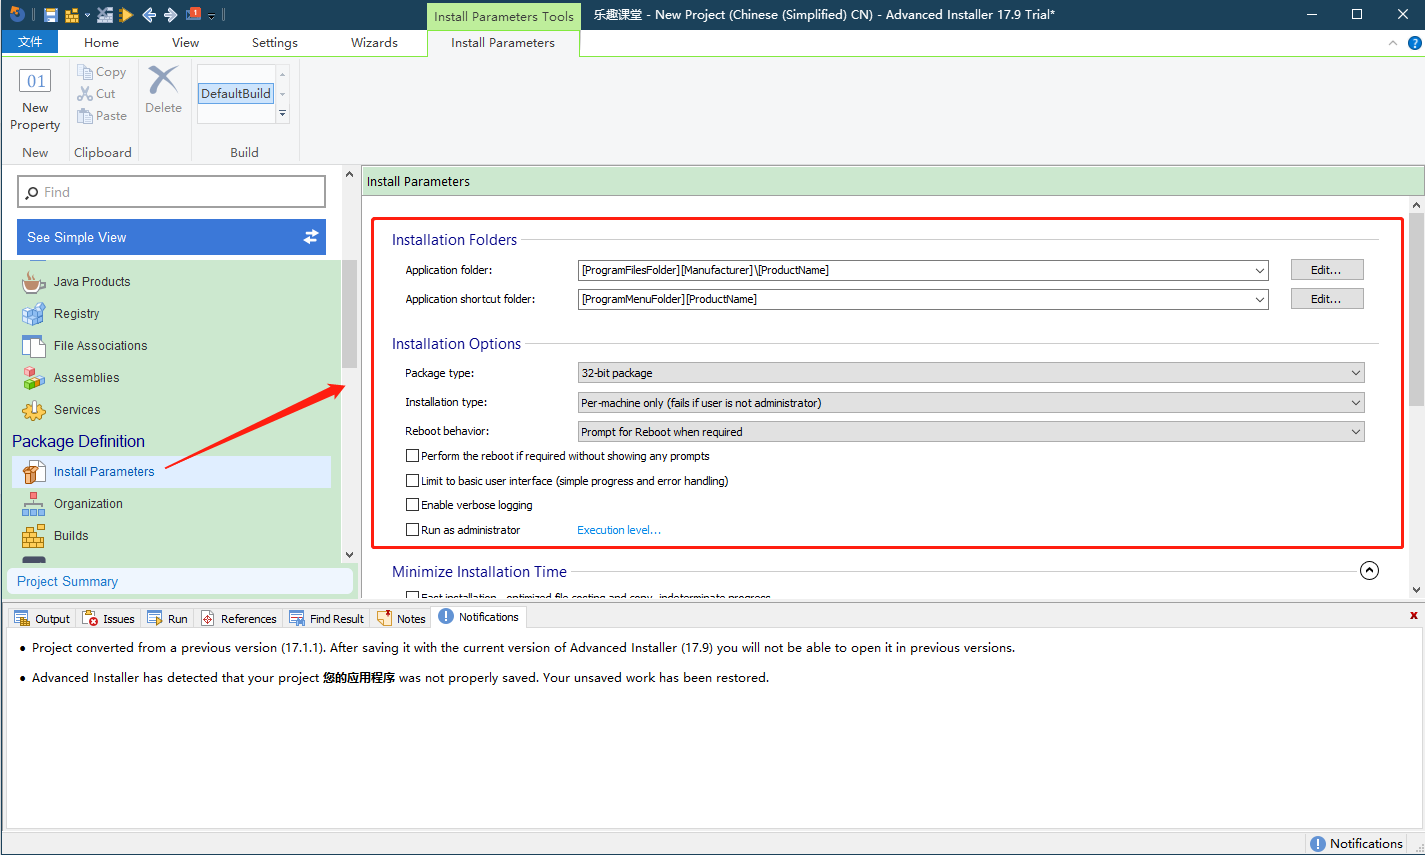 Install Parameters Tools
乐趣课堂 - New Project (Chinese (Simplified) CN) - Advanced Installer 17.9 Trial*
文件
Home
View
Settings
Wizards
Install Parameters
01
New Property
New
Copy
Cut
Paste
Clipboard
Delete
DefaultBuild
Build
Find
See Simple View
Java Products
Registry
File Associations
Assemblies
Services
Package Definition
Install Parameters
Organization
Builds
Project Summary
Install Parameters
Installation Folders
Application folder:
[ProgramFilesFolder][Manufacturer]\[ProductName]
Edit...
Application shortcut folder:
[ProgramMenuFolder][ProductName]
Edit...
Installation Options
Package type:
32-bit package
Installation type:
Per-machine only (fails if user is not administrator)
Reboot behavior:
Prompt for Reboot when required
Perform the reboot if required without showing any prompts
Limit to basic user interface (simple progress and error handling)
Enable verbose logging
Run as administrator
Execution level...
Minimize Installation Time
Fast installation - optimized file costing and copy, indeterminate progress
Output
Issues
Run
References
Find Result
Notes
Notifications
• Project converted from a previous version (17.1.1). After saving it with the current version of Advanced Installer (17.9) you will not be able to open it in previous versions.
• Advanced Installer has detected that your project 您的应用程序 was not properly saved. Your unsaved work has been restored.
Notifications